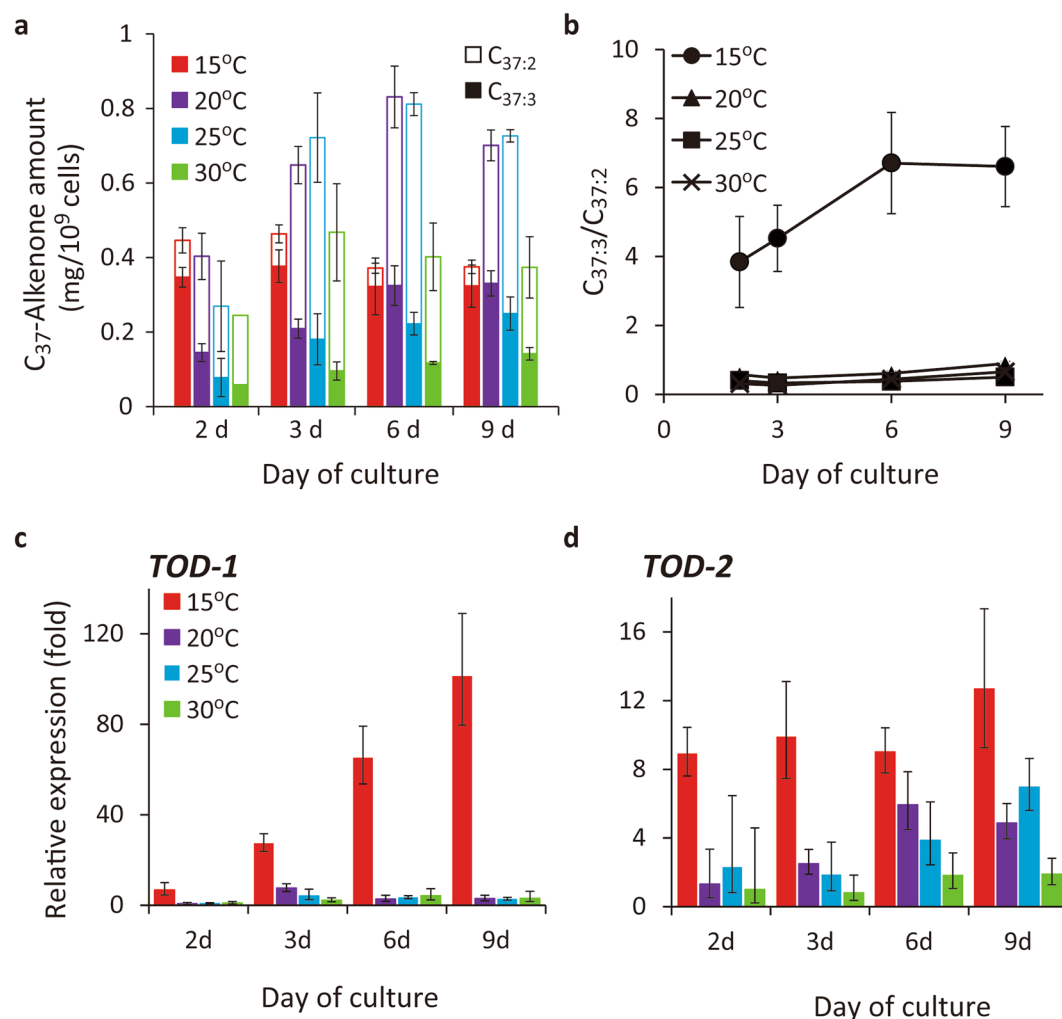 a
C37-Alkenone amount
(mg/10^9 cells)
1
0.8
0.6
0.4
0.2
0
15°C
20°C
25°C
30°C
C37:2
C37:3
2 d 3 d 6 d 9 d
Day of culture
b
C37:3/C37:2
10
8
6
4
2
0
15°C
20°C
25°C
30°C
0 3 6 9
Day of culture
c
TOD-1
Relative expression (fold)
120
80
40
0
15°C
20°C
25°C
30°C
2d 3d 6d 9d
Day of culture
d
TOD-2
16
12
8
4
0
2d 3d 6d 9d
Day of culture